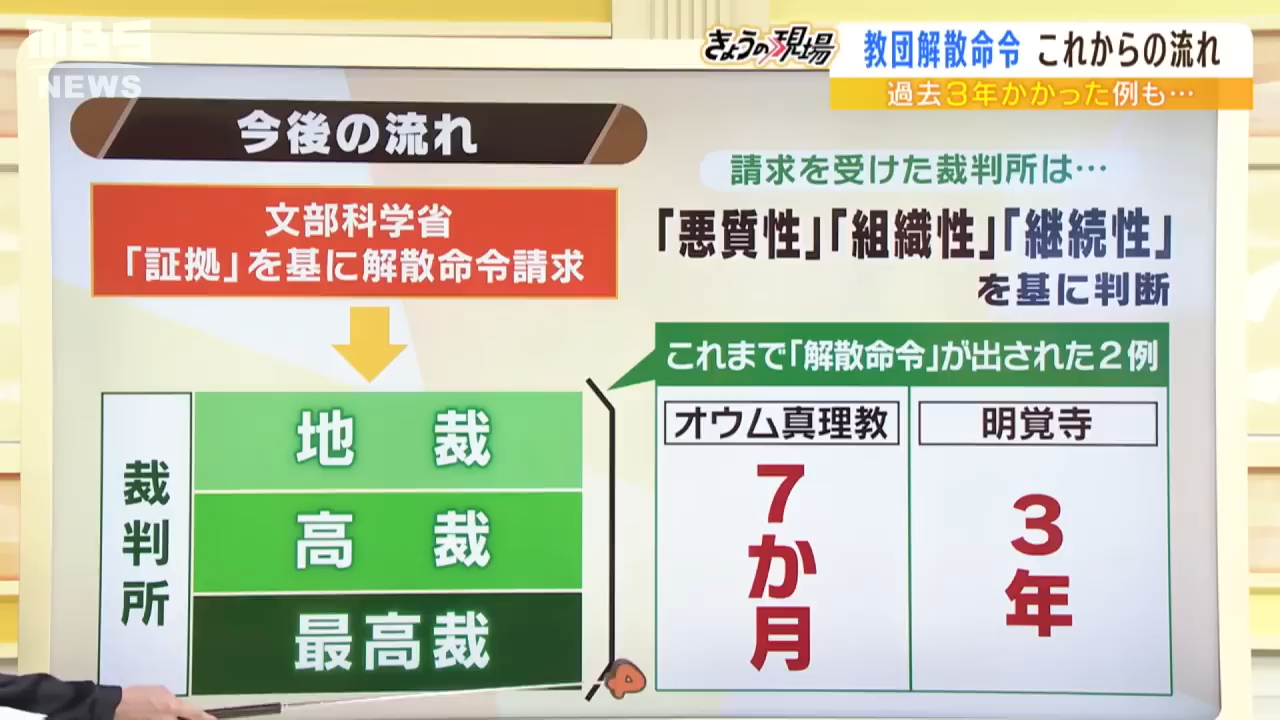 MBS
NEWS
きょうの現場
教団解散命令 これからの流れ
過去3年かかった例も…
今後の流れ
文部科学省
「証拠」を基に解散命令請求
裁判所
地裁
高裁
最高裁
請求を受けた裁判所は…
「悪質性」「組織性」「継続性」
を基に判断
これまで「解散命令」が出された2例
オウム真理教
7か月
明覚寺
3年